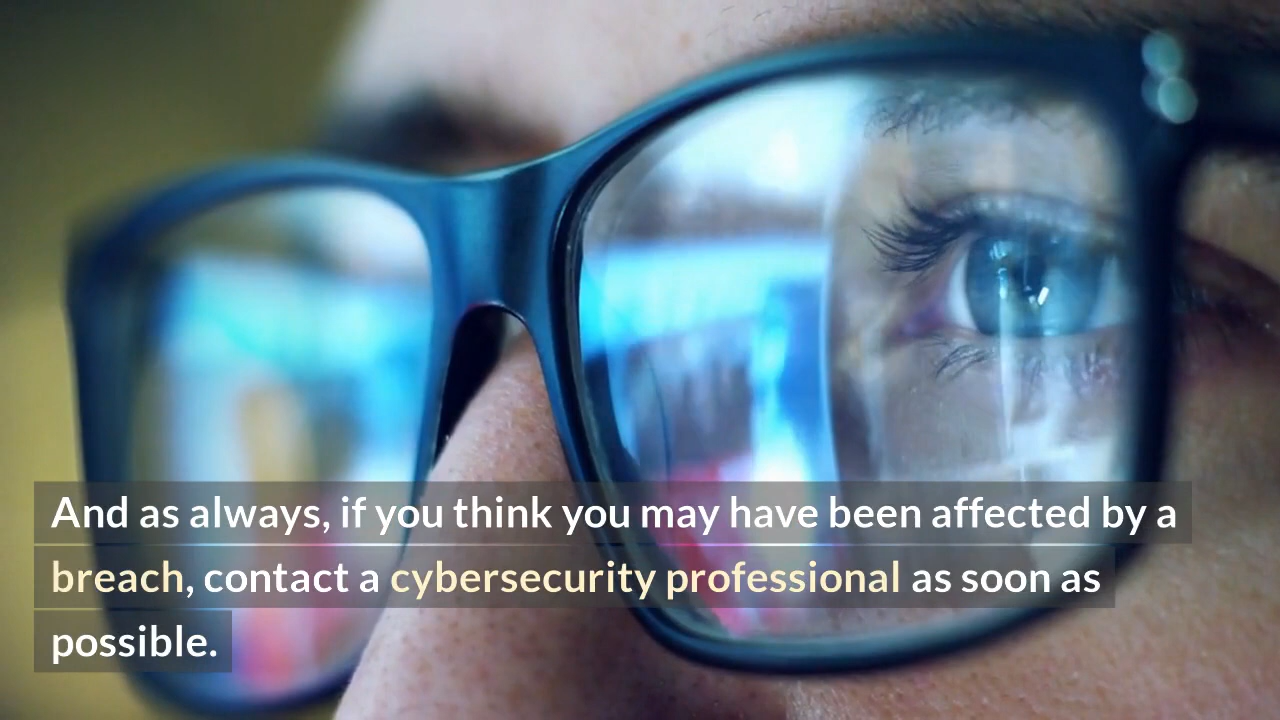 And as always, if you think you may have been affected by a
breach, contact a cybersecurity professional as soon as
possible.